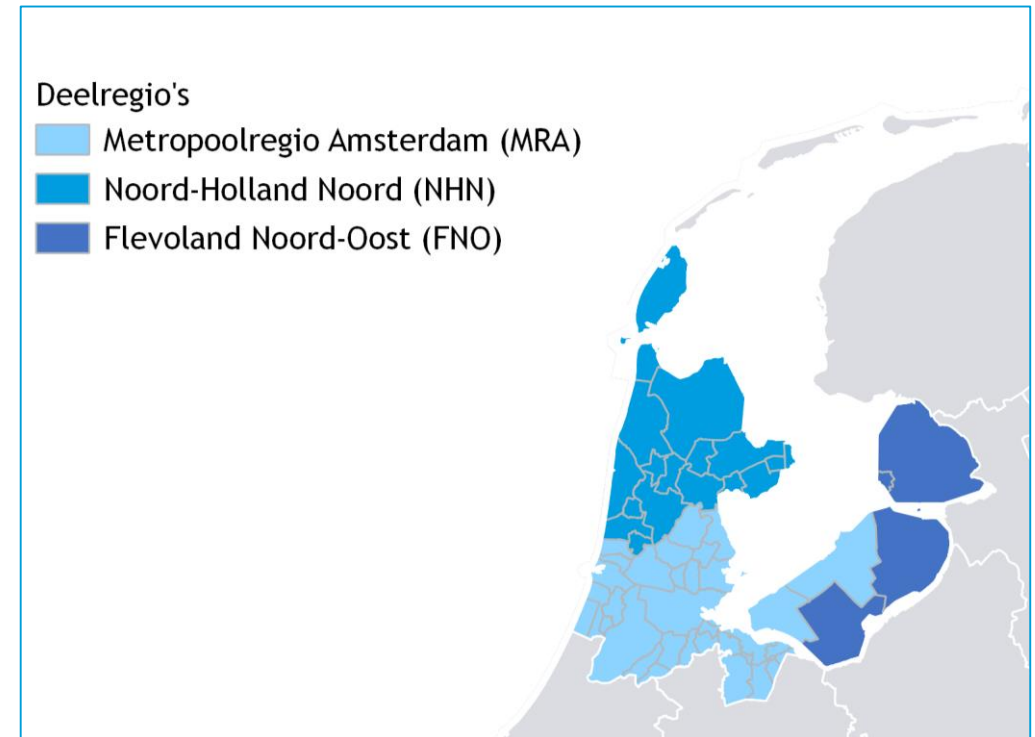 Deelregio's
Metropoolregio Amsterdam (MRA)
Noord-Holland Noord (NHN)
Flevoland Noord-Oost (FNO)